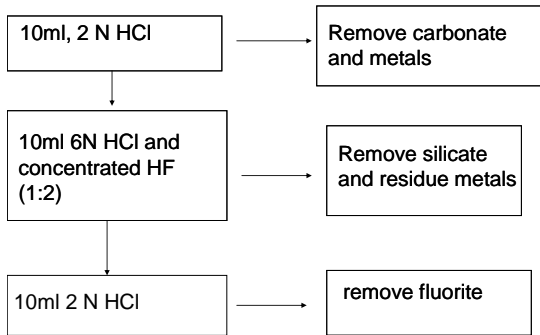 10ml, 2 N HCl
Remove carbonate
and metals
10ml 6N HCl and
concentrated HF
(1:2)
Remove silicate
and residue metals
10ml 2 N HCl
remove fluorite